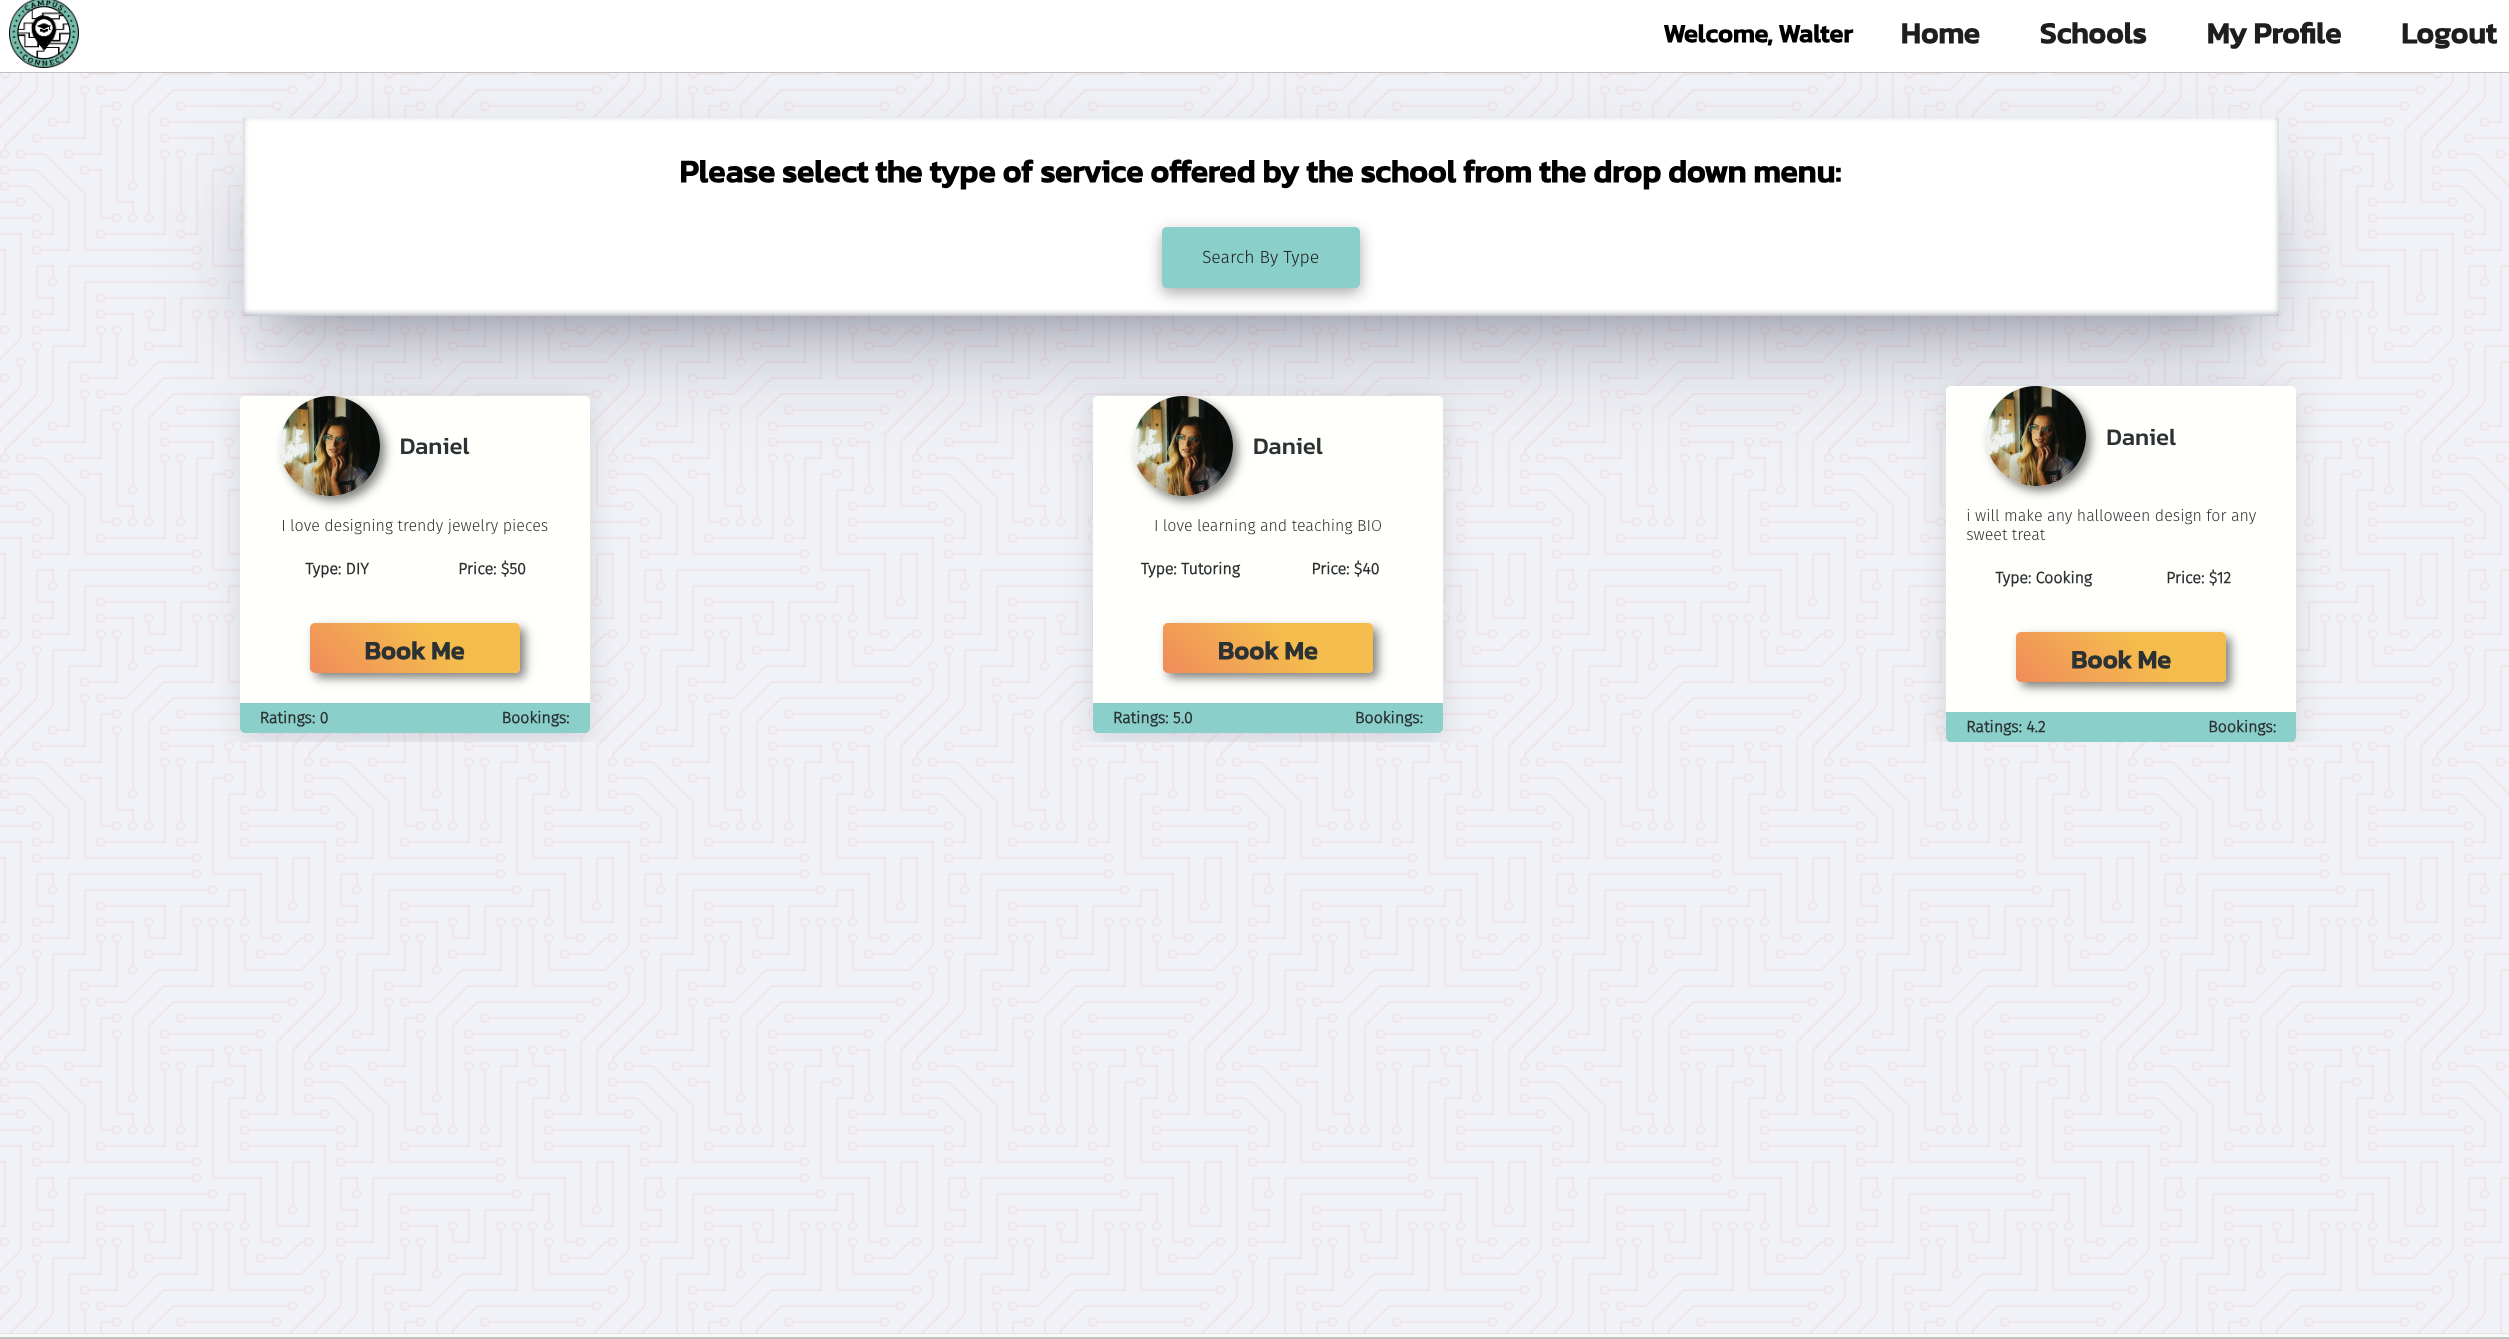 CAMPUS
CONNECT
Welcome, Walter
Home
Schools
My Profile
Logout
Please select the type of service offered by the school from the drop down menu:
Search By Type
Daniel
I love designing trendy jewelry pieces
Type: DIY
Price: $50
Book Me
Ratings: 0
Bookings:
Daniel
I love learning and teaching BIO
Type: Tutoring
Price: $40
Book Me
Ratings: 5.0
Bookings:
Daniel
i will make any halloween design for any
sweet treat
Type: Cooking
Price: $12
Book Me
Ratings: 4.2
Bookings: